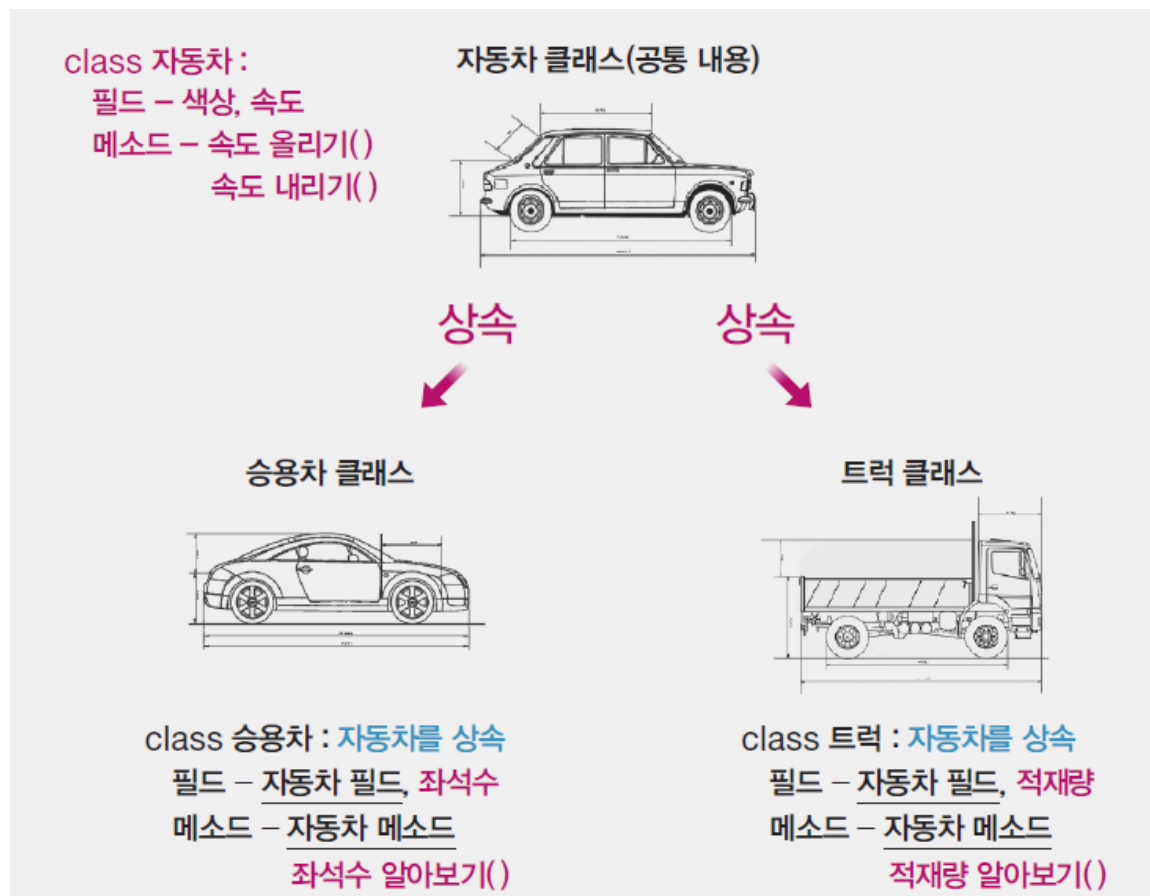 class 자동차 :
필드 – 색상, 속도
메소드 – 속도 올리기( )
속도 내리기( )
자동차 클래스(공통 내용)
상속
상속
승용차 클래스
트럭 클래스
class 승용차 : 자동차를 상속
필드 – 자동차 필드, 좌석수
메소드 – 자동차 메소드
좌석수 알아보기( )
class 트럭 : 자동차를 상속
필드 – 자동차 필드, 적재량
메소드 – 자동차 메소드
적재량 알아보기( )